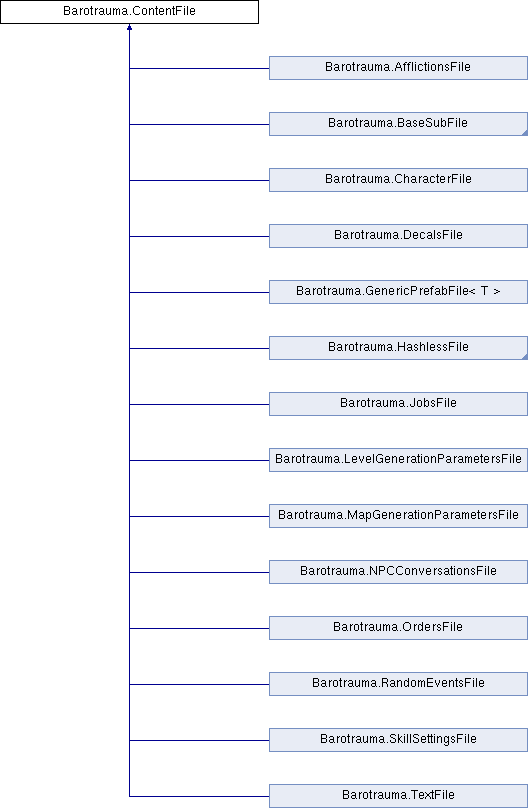 Barotrauma.ContentFile
Barotrauma.AfflictionsFile
Barotrauma.BaseSubFile
Barotrauma.CharacterFile
Barotrauma.DecalsFile
Barotrauma.GenericPrefabFile< T >
Barotrauma.HashlessFile
Barotrauma.JobsFile
Barotrauma.LevelGenerationParametersFile
Barotrauma.MapGenerationParametersFile
Barotrauma.NPCConversationsFile
Barotrauma.OrdersFile
Barotrauma.RandomEventsFile
Barotrauma.SkillSettingsFile
Barotrauma.TextFile